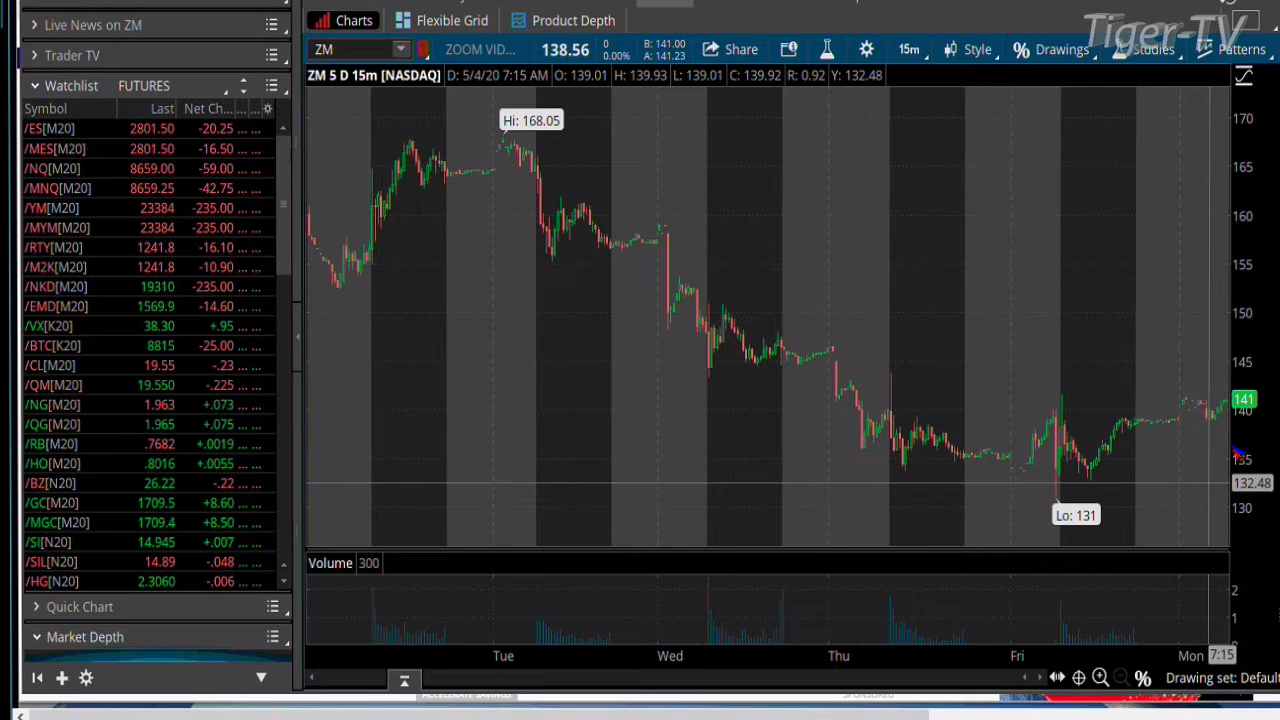 Live News on ZM
Trader TV
Watchlist FUTURES
Symbol Last Net Ch... ... ...
/ES[M20] 2801.50 -20.25 ... ...
/MES[M20] 2801.50 -16.50 ... ...
/NQ[M20] 8659.00 -59.00 ... ...
/MNQ[M20] 8659.25 -42.75 ... ...
/YM[M20] 23384 -235.00 ... ...
/MYM[M20] 23384 -235.00 ... ...
/RTY[M20] 1241.8 -16.10 ... ...
/M2K[M20] 1241.8 -10.90 ... ...
/NKD[M20] 19310 -235.00 ... ...
/EMD[M20] 1569.9 -14.60 ... ...
/VX[K20] 38.30 +.95 ... ...
/BTC[K20] 8815 -25.00 ... ...
/CL[M20] 19.55 -.23 ... ...
/QM[M20] 19.550 -.225 ... ...
/NG[M20] 1.963 +.073 ... ...
/QG[M20] 1.965 +.075 ... ...
/RB[M20] .7682 +.0019 ... ...
/HO[M20] .8016 +.0055 ... ...
/BZ[N20] 26.22 -.22 ... ...
/GC[M20] 1709.5 +8.60 ... ...
/MGC[M20] 1709.4 +8.50 ... ...
/SI[N20] 14.945 +.007 ... ...
/SIL[N20] 14.89 -.048 ... ...
/HG[N20] 2.3060 -.006 ... ...
Quick Chart
Market Depth
Charts Flexible Grid Product Depth
Tiger-TV
ZM ZOOM VID... 138.56 0 0.00% B: 141.00 A: 141.23 Share 15m Style % Drawings Studies Patterns
ZM 5 D 15m [NASDAQ] D: 5/4/20 7:15 AM O: 139.01 H: 139.93 L: 139.01 C: 139.92 R: 0.92 Y: 132.48
Hi: 168.05
Lo: 131
170
165
160
155
150
145
141
140
135
132.48
130
Volume 300
2
1
0
Tue Wed Thu Fri Mon 7:15
% Drawing set: Default
ACCELERATE SAVINGS SPONSORED